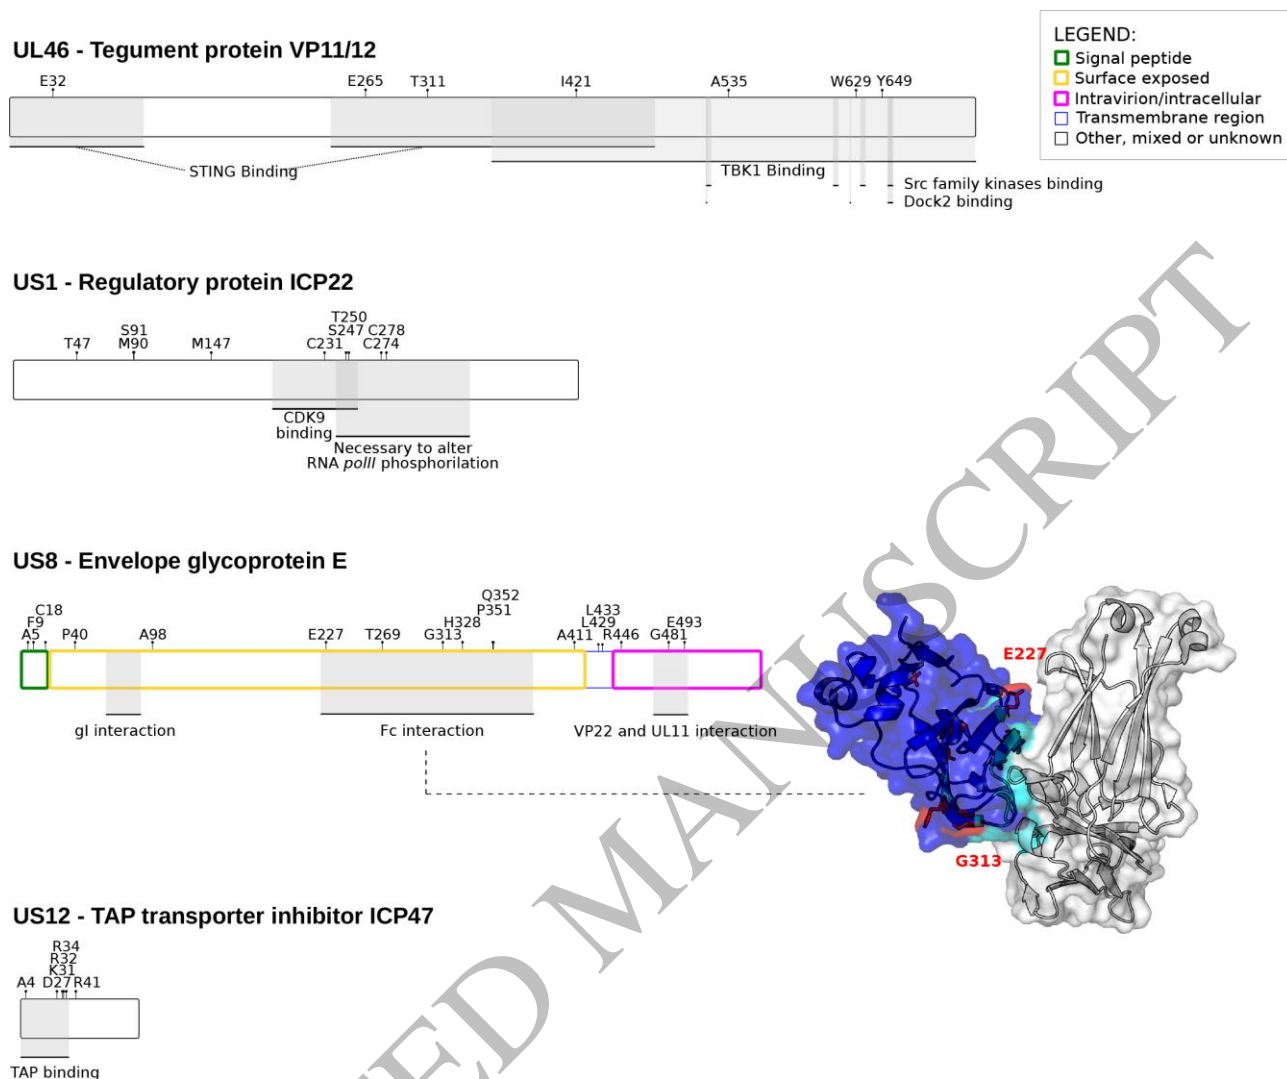 LEGEND:
Signal peptide
Surface exposed
Intravirion/intracellular
Transmembrane region
Other, mixed or unknown
UL46 - Tegument protein VP11/12
E32 E265 T311 I421 A535 W629 Y649
STING Binding
TBK1 Binding
Src family kinases binding
Dock2 binding
US1 - Regulatory protein ICP22
T250
S91 S247 C278
T47 M90 M147 C231 C274
CDK9
binding
Necessary to alter
RNA polII phosphorilation
US8 - Envelope glycoprotein E
Q352
C18 P351 L433
F9 H328 L429 E493
A5 P40 A98 E227 T269 G313 A411 R446 G481
gI interaction
Fc interaction
VP22 and UL11 interaction
E227
G313
US12 - TAP transporter inhibitor ICP47
R34
R32
K31
A4 D27 R41
TAP binding
ED MANUSCRIPT